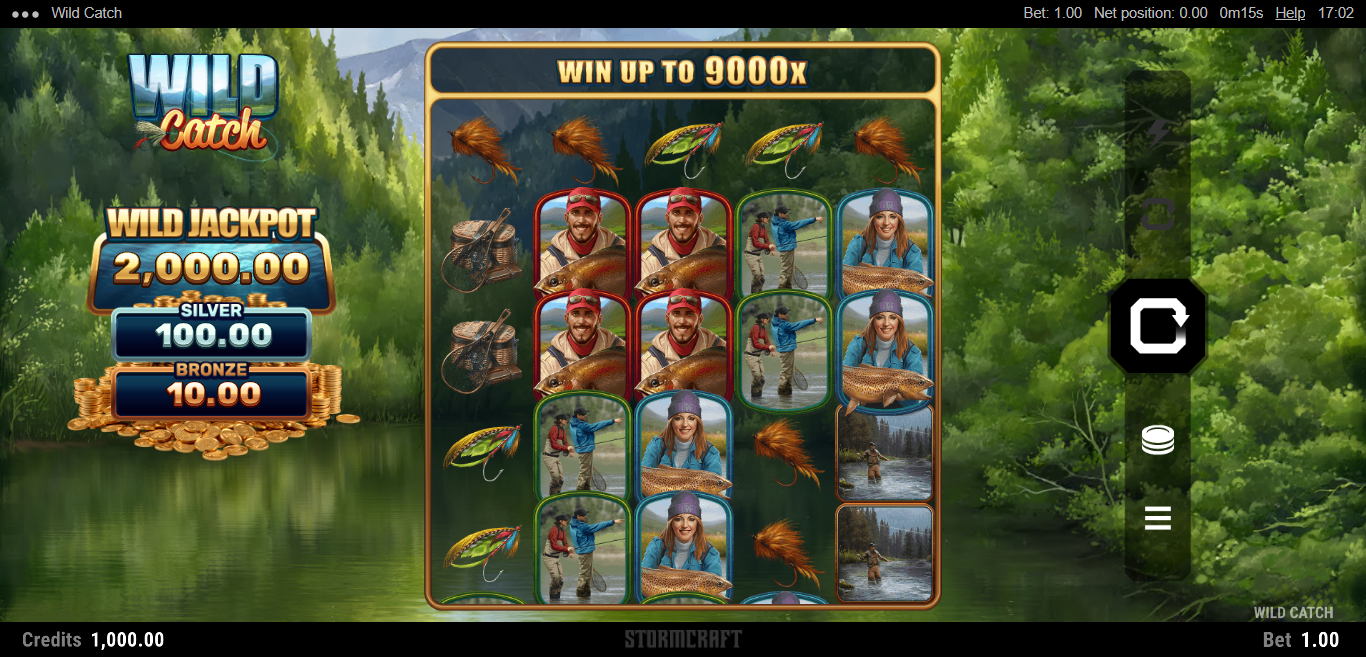 Wild Catch
Bet: 1.00 Net position: 0.00 0m15s Help 17:02
WILD
Catch
WIN UP TO 9000X
WILD JACKPOT
2,000.00
SILVER
100.00
BRONZE
10.00
WILD CATCH
Credits 1,000.00
STORMCRAFT
Bet 1.00